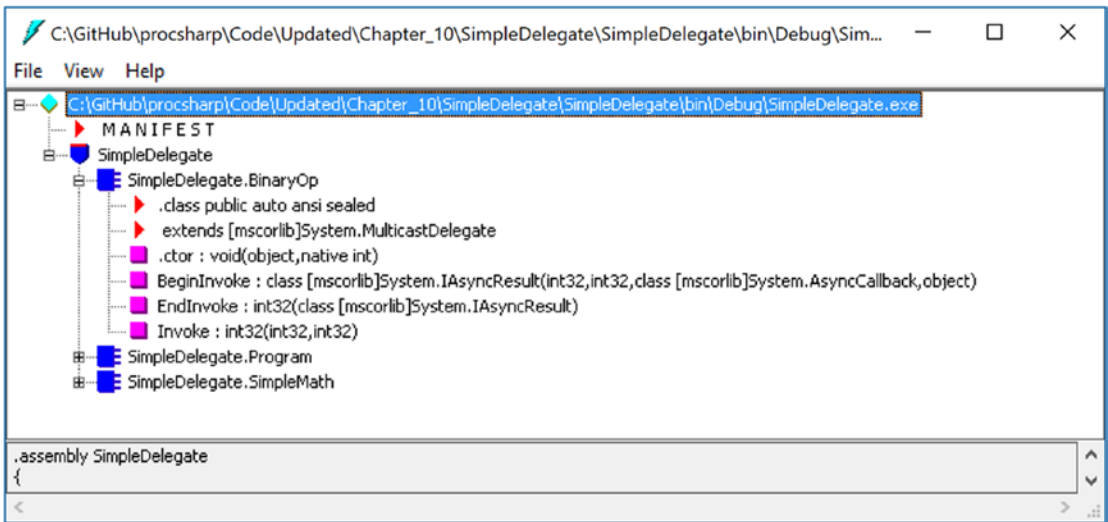 C:\GitHub\procsharp\Code\Updated\Chapter_10\SimpleDelegate\SimpleDelegate\bin\Debug\Sim...
File View Help
C:\GitHub\procsharp\Code\Updated\Chapter_10\SimpleDelegate\SimpleDelegate\bin\Debug\SimpleDelegate.exe
MANIFEST
SimpleDelegate
SimpleDelegate.BinaryOp
.class public auto ansi sealed
extends [mscorlib]System.MulticastDelegate
.ctor : void(object,native int)
BeginInvoke : class [mscorlib]System.IAsyncResult(int32,int32,class [mscorlib]System.AsyncCallback,object)
EndInvoke : int32(class [mscorlib]System.IAsyncResult)
Invoke : int32(int32,int32)
SimpleDelegate.Program
SimpleDelegate.SimpleMath
.assembly SimpleDelegate
{